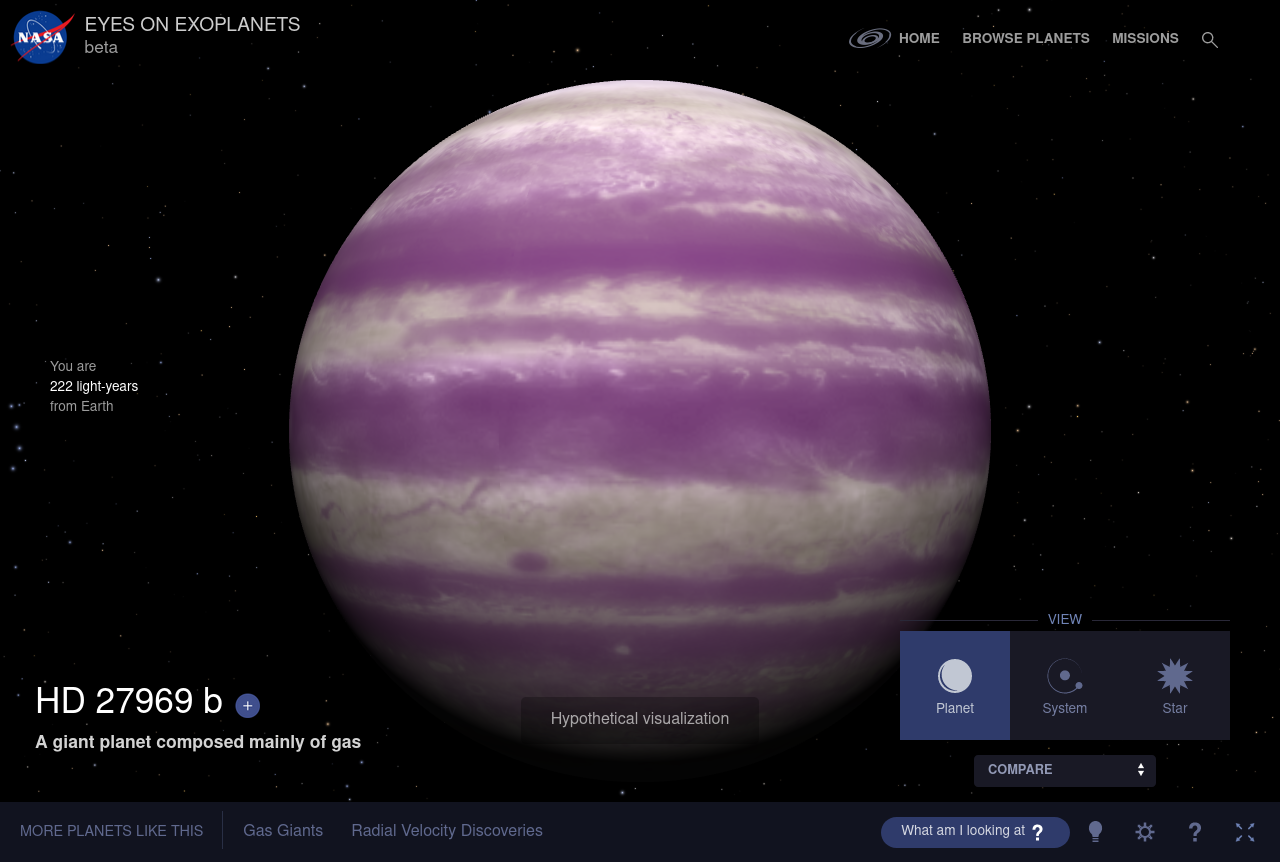 NASA
EYES ON EXOPLANETS
beta
HOME
BROWSE PLANETS
MISSIONS
You are
222 light-years
from Earth
HD 27969 b +
A giant planet composed mainly of gas
Hypothetical visualization
VIEW
Planet
System
Star
COMPARE
MORE PLANETS LIKE THIS
Gas Giants
Radial Velocity Discoveries
What am I looking at ?
?